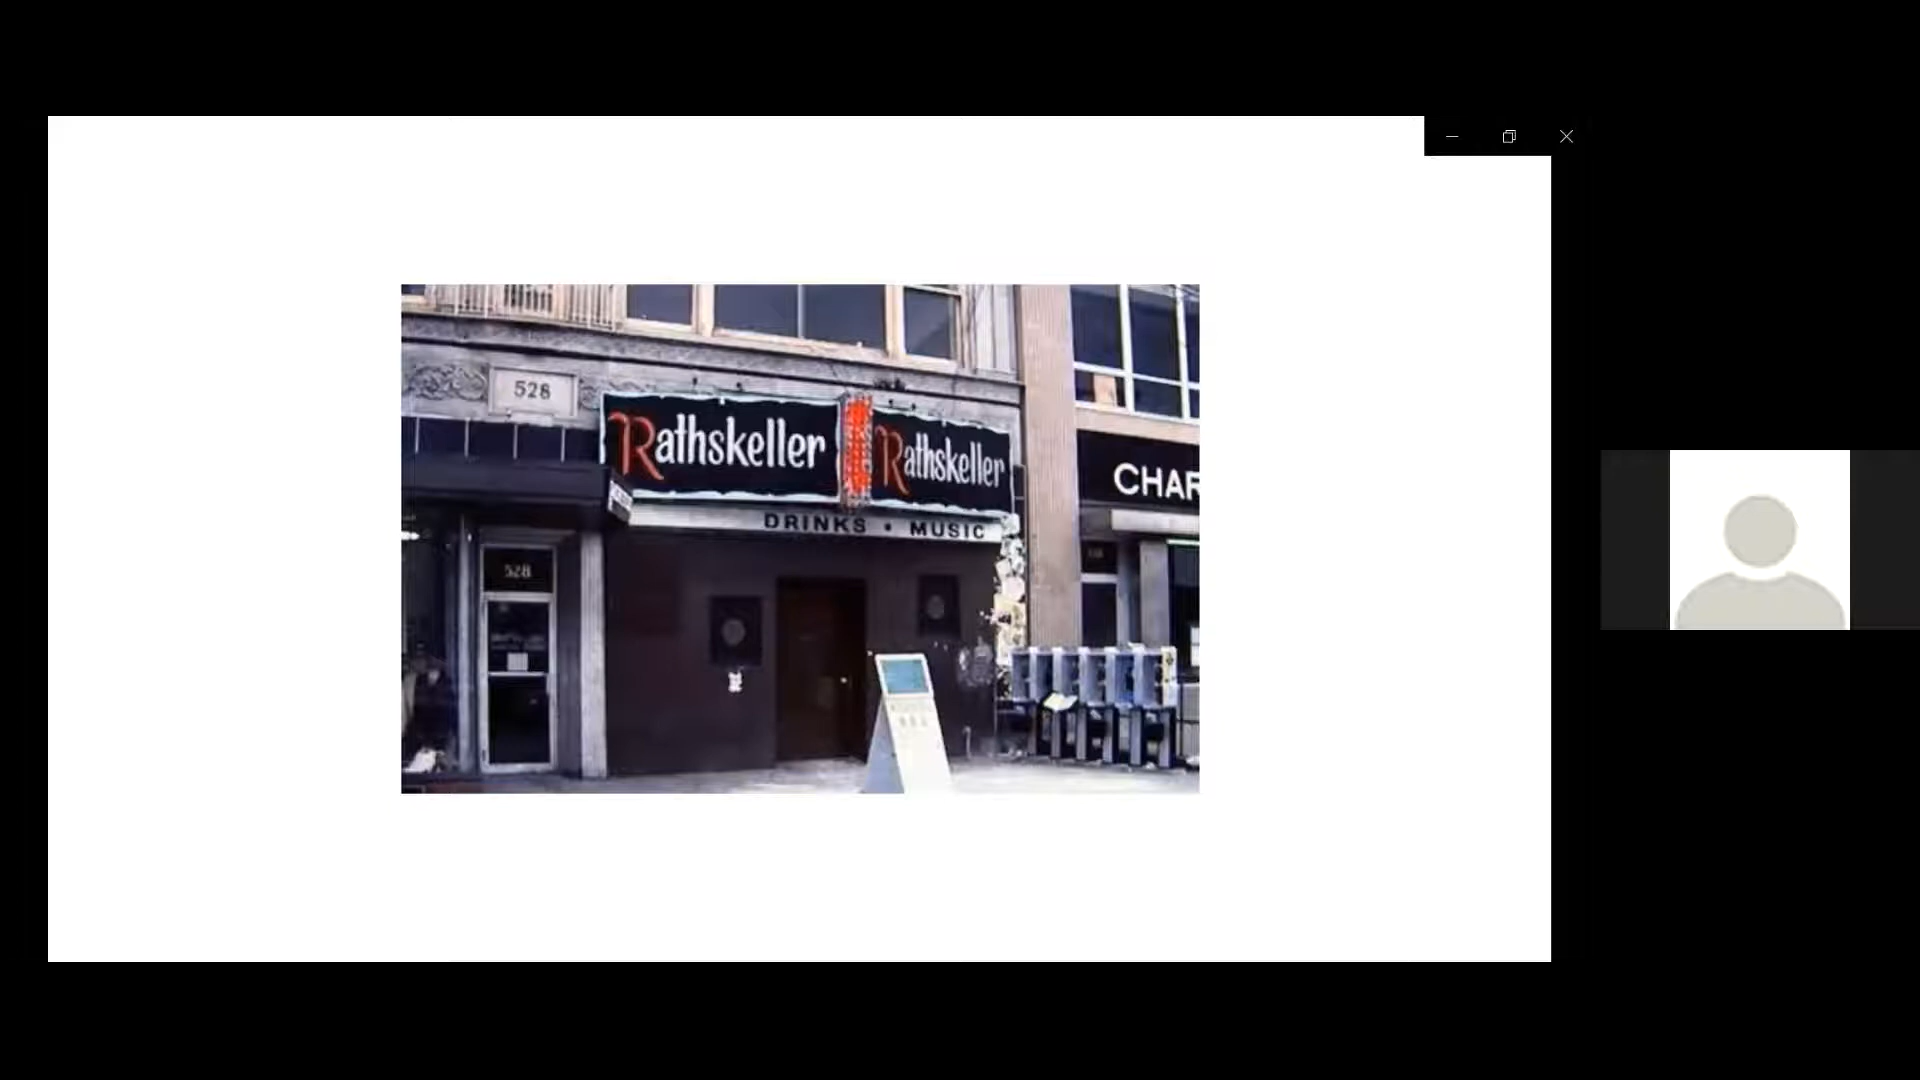 528
Rathskeller Rathskeller
DRINKS • MUSIC
CHAR
528